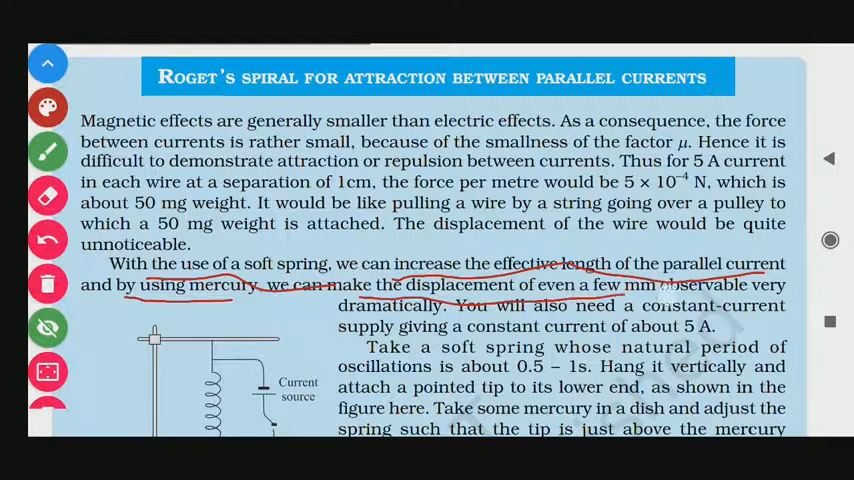 ROGET'S SPIRAL FOR ATTRACTION BETWEEN PARALLEL CURRENTS
Magnetic effects are generally smaller than electric effects. As a consequence, the force
between currents is rather small, because of the smallness of the factor μ. Hence it is
difficult to demonstrate attraction or repulsion between currents. Thus for 5 A current
in each wire at a separation of 1cm, the force per metre would be 5 × 10⁻⁴ N, which is
about 50 mg weight. It would be like pulling a wire by a string going over a pulley to
which a 50 mg weight is attached. The displacement of the wire would be quite
unnoticeable.
With the use of a soft spring, we can increase the effective length of the parallel current
and by using mercury, we can make the displacement of even a few mm observable very
dramatically. You will also need a constant-current
supply giving a constant current of about 5 A.
Take a soft spring whose natural period of
oscillations is about 0.5 – 1s. Hang it vertically and
attach a pointed tip to its lower end, as shown in the
figure here. Take some mercury in a dish and adjust the
spring such that the tip is just above the mercury
Current
source